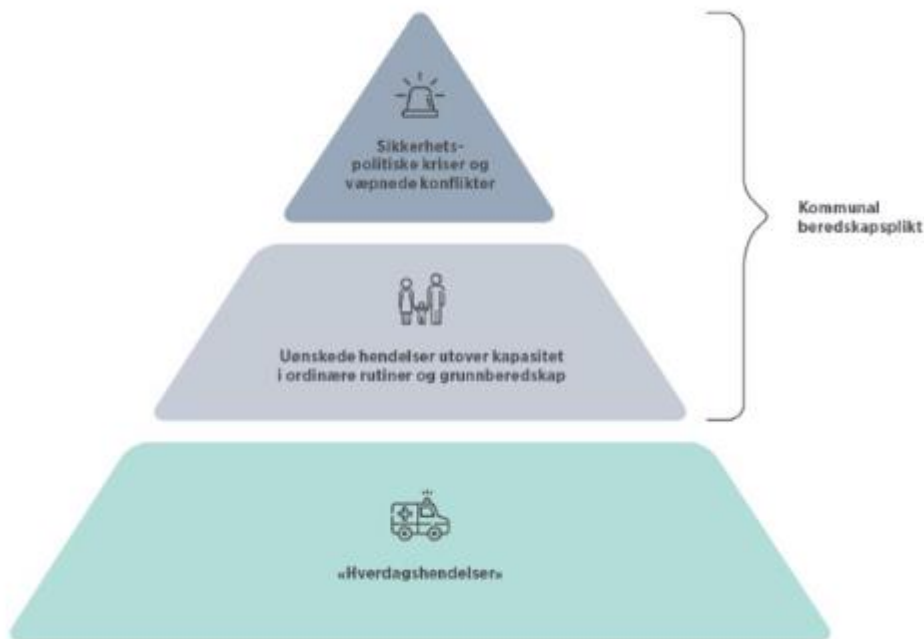 Sikkerhets-
politiske kriser og
væpnede konflikter
Kommunal
beredskapsplikt
Uønskede hendelser utover kapasitet
i ordinære rutiner og grunnberedskap
«Hverdagshendelser»